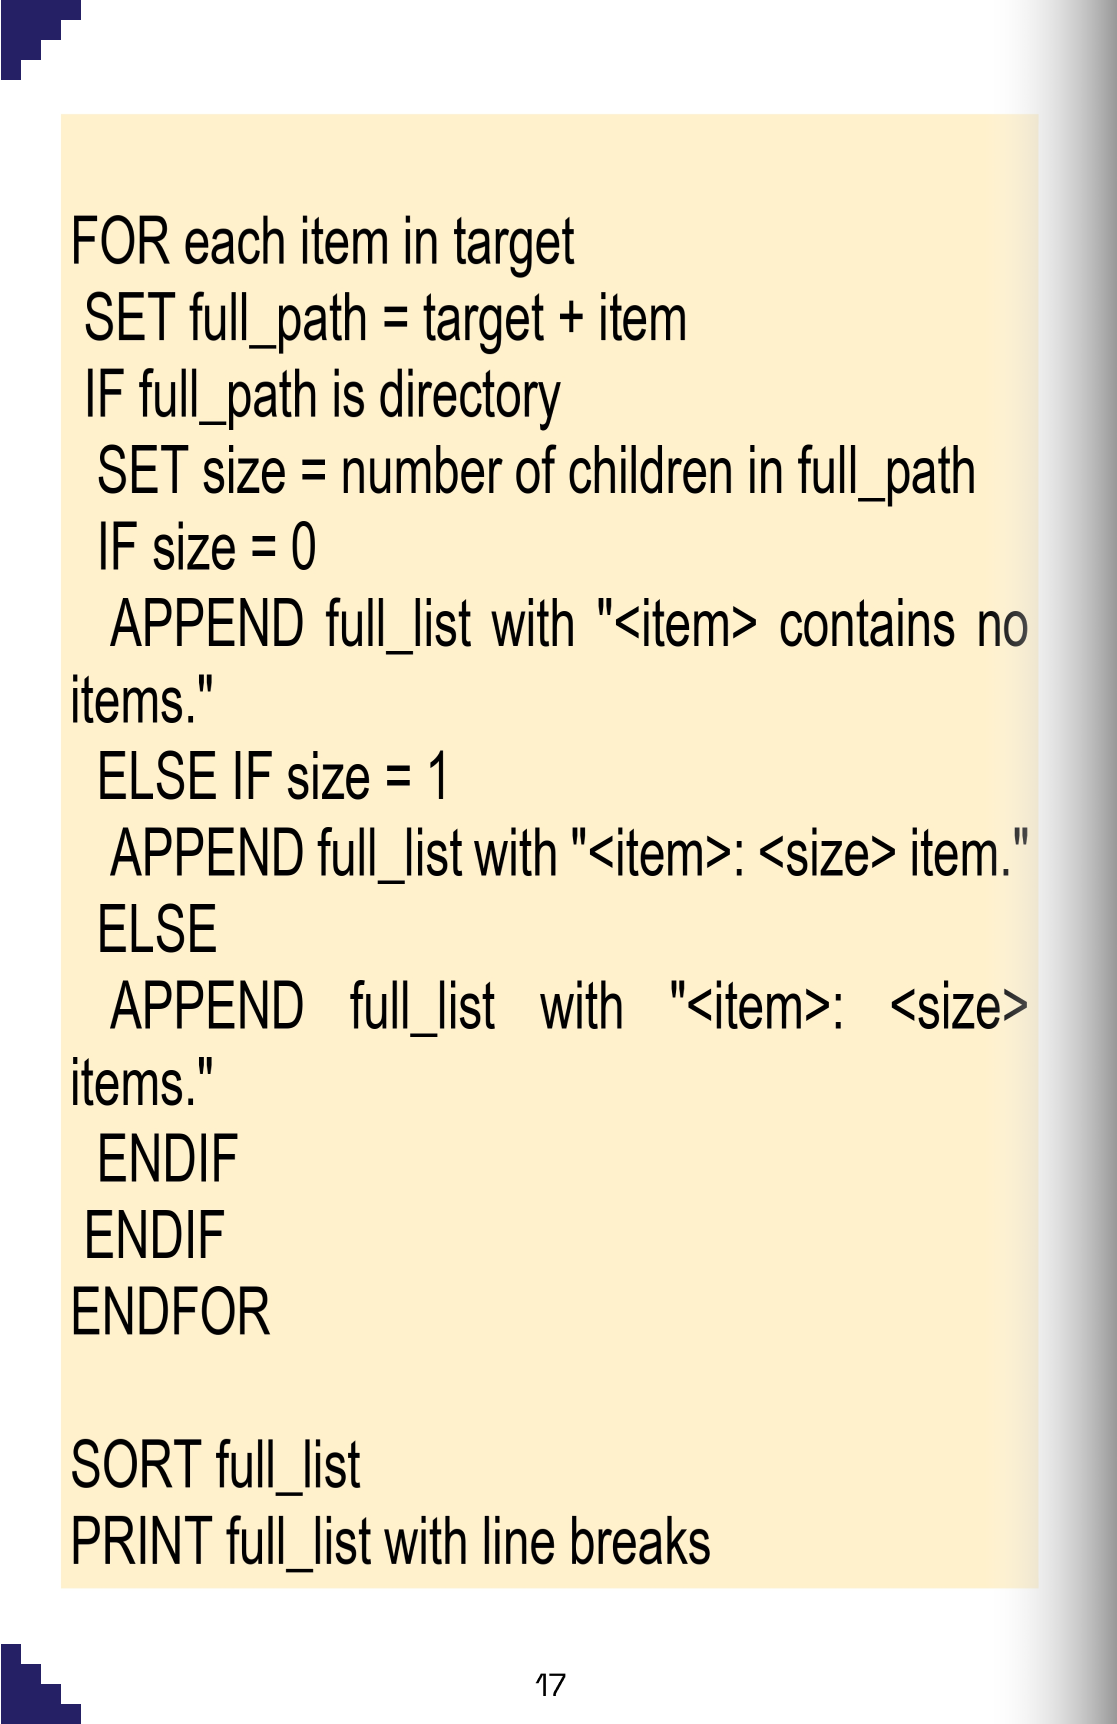 FOR each item in target
SET full_path = target + item
IF full_path is directory
SET size = number of children in full_path
IF size = 0
APPEND full_list with "<item> contains no
items."
ELSE IF size = 1
APPEND full_list with "<item>: <size> item."
ELSE
APPEND full_list with "<item>: <size>
items."
ENDIF
ENDIF
ENDFOR
SORT full_list
PRINT full_list with line breaks
17